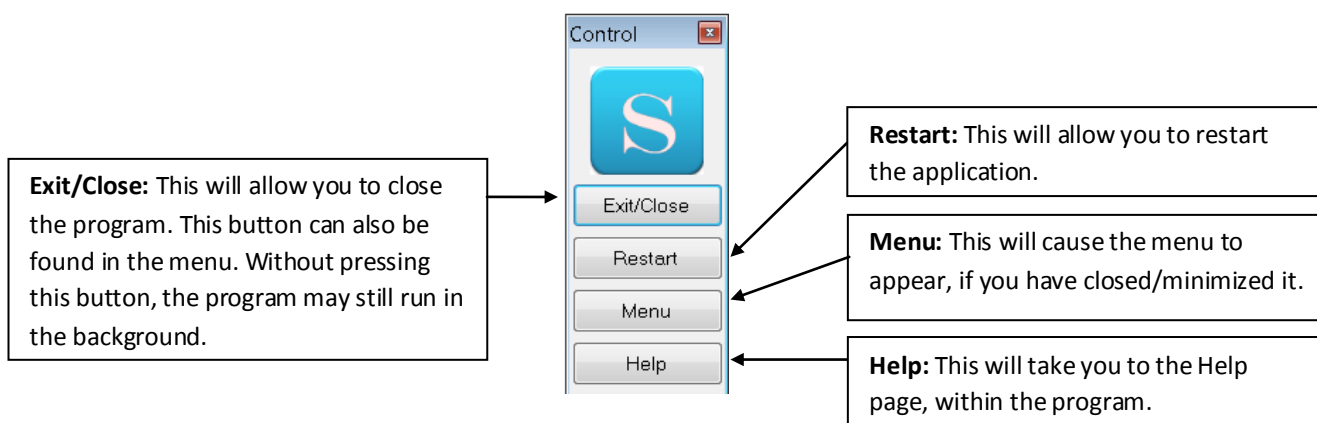 Control
S
Exit/Close
Restart
Menu
Help
Exit/Close: This will allow you to close
the program. This button can also be
found in the menu. Without pressing
this button, the program may still run in
the background.
Restart: This will allow you to restart
the application.
Menu: This will cause the menu to
appear, if you have closed/minimized it.
Help: This will take you to the Help
page, within the program.